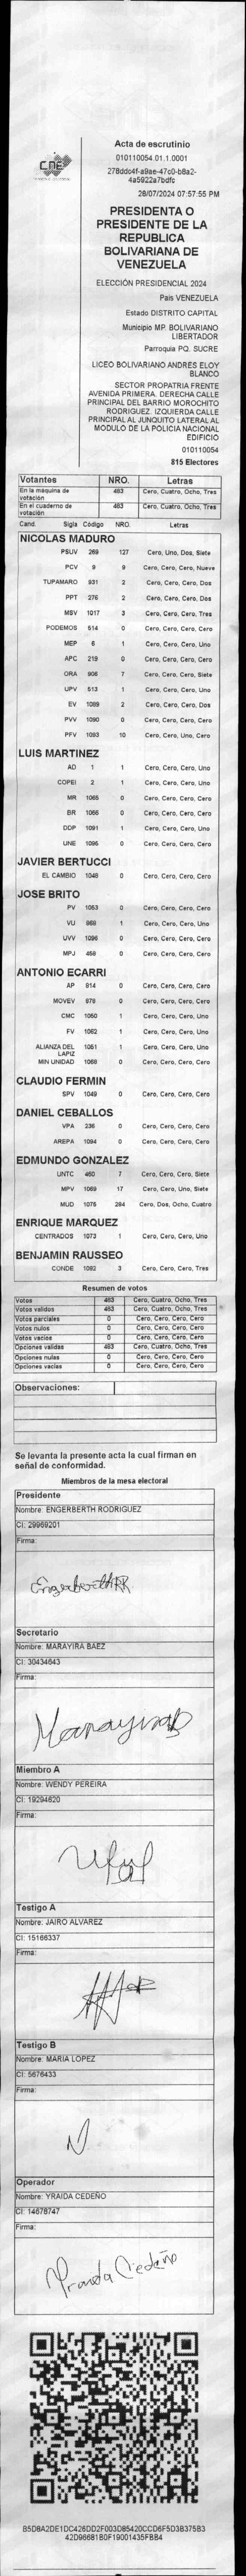 CNE
Acta de escrutinio
010110054.01.1.0001
278ddc4f-a9ae-47c0-b8a2-
4a5922a7bdfc
28/07/2024 07:57:55 PM
PRESIDENTA O
PRESIDENTE DE LA
REPUBLICA
BOLIVARIANA DE
VENEZUELA
ELECCIÓN PRESIDENCIAL 2024
País VENEZUELA
Estado DISTRITO CAPITAL
Municipio MP. BOLIVARIANO
LIBERTADOR
Parroquia PQ. SUCRE
LICEO BOLIVARIANO ANDRES ELOY
BLANCO
SECTOR PROPATRIA FRENTE
AVENIDA PRIMERA. DERECHA CALLE
PRINCIPAL DEL BARRIO MOROCHITO
RODRIGUEZ. IZQUIERDA CALLE
PRINCIPAL AL JUNQUITO LATERAL AL
MODULO DE LA POLICIA NACIONAL
EDIFICIO
010110054
815 Electores
Votantes NRO. Letras
En la máquina de votación 483 Cero, Cuatro, Ocho, Tres
En el cuaderno de votación 483 Cero, Cuatro, Ocho, Tres
Cand. Sigla Código NRO. Letras
NICOLAS MADURO
PSUV 269 127 Cero, Uno, Dos, Siete
PCV 9 9 Cero, Cero, Cero, Nueve
TUPAMARO 931 2 Cero, Cero, Cero, Dos
PPT 276 2 Cero, Cero, Cero, Dos
MSV 1017 3 Cero, Cero, Cero, Tres
PODEMOS 514 0 Cero, Cero, Cero, Cero
MEP 6 1 Cero, Cero, Cero, Uno
APC 219 0 Cero, Cero, Cero, Cero
ORA 906 7 Cero, Cero, Cero, Siete
UPV 513 1 Cero, Cero, Cero, Uno
EV 1089 2 Cero, Cero, Cero, Dos
PVV 1090 0 Cero, Cero, Cero, Cero
PFV 1093 10 Cero, Cero, Uno, Cero
LUIS MARTINEZ
AD 1 1 Cero, Cero, Cero, Uno
COPEI 2 1 Cero, Cero, Cero, Uno
MR 1065 0 Cero, Cero, Cero, Cero
BR 1066 0 Cero, Cero, Cero, Cero
DDP 1091 1 Cero, Cero, Cero, Uno
UNE 1095 0 Cero, Cero, Cero, Cero
JAVIER BERTUCCI
EL CAMBIO 1048 0 Cero, Cero, Cero, Cero
JOSE BRITO
PV 1053 0 Cero, Cero, Cero, Cero
VU 868 1 Cero, Cero, Cero, Uno
UVV 1096 0 Cero, Cero, Cero, Cero
MPJ 458 0 Cero, Cero, Cero, Cero
ANTONIO ECARRI
AP 814 0 Cero, Cero, Cero, Cero
MOVEV 878 0 Cero, Cero, Cero, Cero
CMC 1050 1 Cero, Cero, Cero, Uno
FV 1062 1 Cero, Cero, Cero, Uno
ALIANZA DEL LAPIZ 1051 1 Cero, Cero, Cero, Uno
MIN UNIDAD 1068 0 Cero, Cero, Cero, Cero
CLAUDIO FERMIN
SPV 1049 0 Cero, Cero, Cero, Cero
DANIEL CEBALLOS
VPA 236 0 Cero, Cero, Cero, Cero
AREPA 1094 0 Cero, Cero, Cero, Cero
EDMUNDO GONZALEZ
UNTC 460 7 Cero, Cero, Cero, Siete
MPV 1069 17 Cero, Cero, Uno, Siete
MUD 1075 284 Cero, Dos, Ocho, Cuatro
ENRIQUE MARQUEZ
CENTRADOS 1073 1 Cero, Cero, Cero, Uno
BENJAMIN RAUSSEO
CONDE 1082 3 Cero, Cero, Cero, Tres
Resumen de votos
Votos 483 Cero, Cuatro, Ocho, Tres
Votos validos 483 Cero, Cuatro, Ocho, Tres
Votos parciales 0 Cero, Cero, Cero, Cero
Votos nulos 0 Cero, Cero, Cero, Cero
Votos vacíos 0 Cero, Cero, Cero, Cero
Opciones validas 483 Cero, Cuatro, Ocho, Tres
Opciones nulas 0 Cero, Cero, Cero, Cero
Opciones vacias 0 Cero, Cero, Cero, Cero
Observaciones:
Se levanta la presente acta la cual firman en
señal de conformidad.
Miembros de la mesa electoral
Presidente
Nombre: ENGERBERTH RODRIGUEZ
CI: 29969201
Firma:
EngerberthRR
Secretario
Nombre: MARAYIRA BAEZ
CI: 30434643
Firma:
MarayiraB
Miembro A
Nombre: WENDY PEREIRA
CI: 19294620
Firma:
Testigo A
Nombre: JAIRO ALVAREZ
CI: 15166337
Firma:
Testigo B
Nombre: MARIA LOPEZ
CI: 5676433
Firma:
Operador
Nombre: YRAIDA CEDEÑO
CI: 14678747
Firma:
Yraida Cedeño
B5D8A2DE1DC426DD2F003D85420CCD6F5D3B375B3
42D96681B0F19001435FBB4